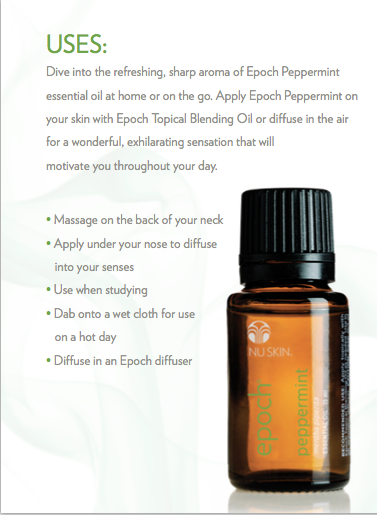 USES:
Dive into the refreshing, sharp aroma of Epoch Peppermint
essential oil at home or on the go. Apply Epoch Peppermint on
your skin with Epoch Topical Blending Oil or diffuse in the air
for a wonderful, exhilarating sensation that will
motivate you throughout your day.
• Massage on the back of your neck
• Apply under your nose to diffuse
into your senses
• Use when studying
• Dab onto a wet cloth for use
on a hot day
• Diffuse in an Epoch diffuser
NU SKIN.
epoch
peppermint